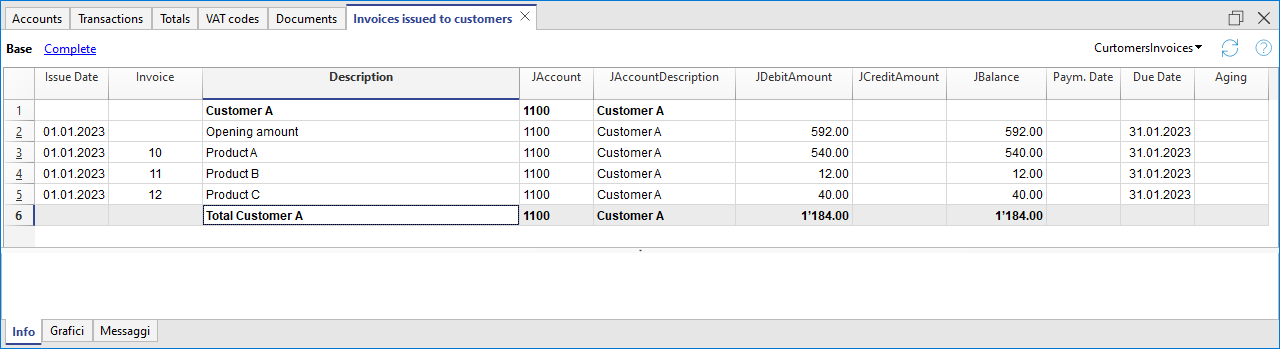 Accounts Transactions Totals VAT codes Documents Invoices issued to customers
Base Complete CurtomersInvoices
Issue Date Invoice Description JAccount JAccountDescription JDebitAmount JCreditAmount JBalance Paym. Date Due Date Aging
1 Customer A 1100 Customer A
2 01.01.2023 Opening amount 1100 Customer A 592.00 592.00 31.01.2023
3 01.01.2023 10 Product A 1100 Customer A 540.00 540.00 31.01.2023
4 01.01.2023 11 Product B 1100 Customer A 12.00 12.00 31.01.2023
5 01.01.2023 12 Product C 1100 Customer A 40.00 40.00 31.01.2023
6 Total Customer A 1100 Customer A 1'184.00 1'184.00
Info Grafici Messaggi